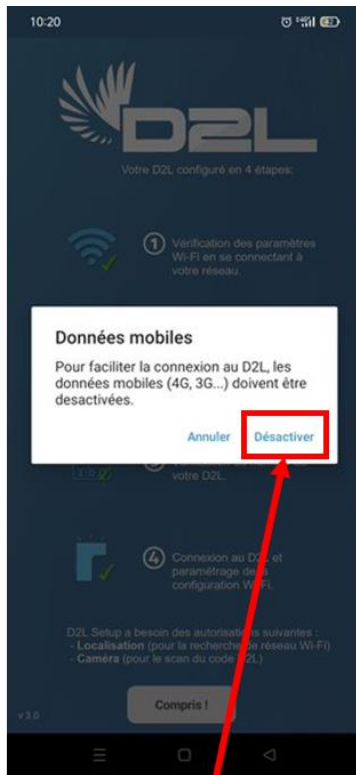 10:20
D2L
Votre D2L configuré en 4 étapes:
1
Vérification des paramètres
Wi-Fi en se connectant à
votre réseau.
Données mobiles
Pour faciliter la connexion au D2L, les
données mobiles (4G, 3G...) doivent être
desactivées.
Annuler Désactiver
votre D2L.
4
Connexion au D2L et
paramétrage de la
configuration Wi-Fi.
D2L Setup a besoin des autorisations suivantes :
- Localisation (pour la recherche de réseau Wi-Fi)
- Caméra (pour le scan du code D2L)
Compris !
v 3.0